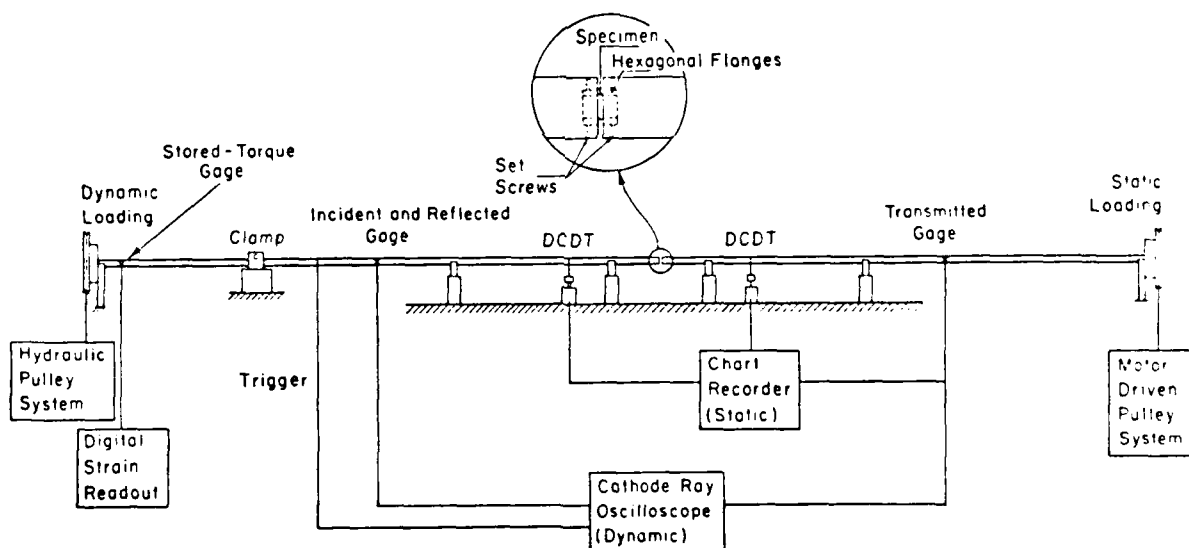 Specimen
Hexagonal Flanges
Set
Screws
Stored-Torque
Gage
Dynamic
Loading
Clamp
Incident and Reflected
Gage
DCDT
DCDT
Transmitted
Gage
Static
Loading
Hydraulic
Pulley
System
Digital
Strain
Readout
Trigger
Chart
Recorder
(Static)
Motor
Driven
Pulley
System
Cathode Ray
Oscilloscope
(Dynamic)